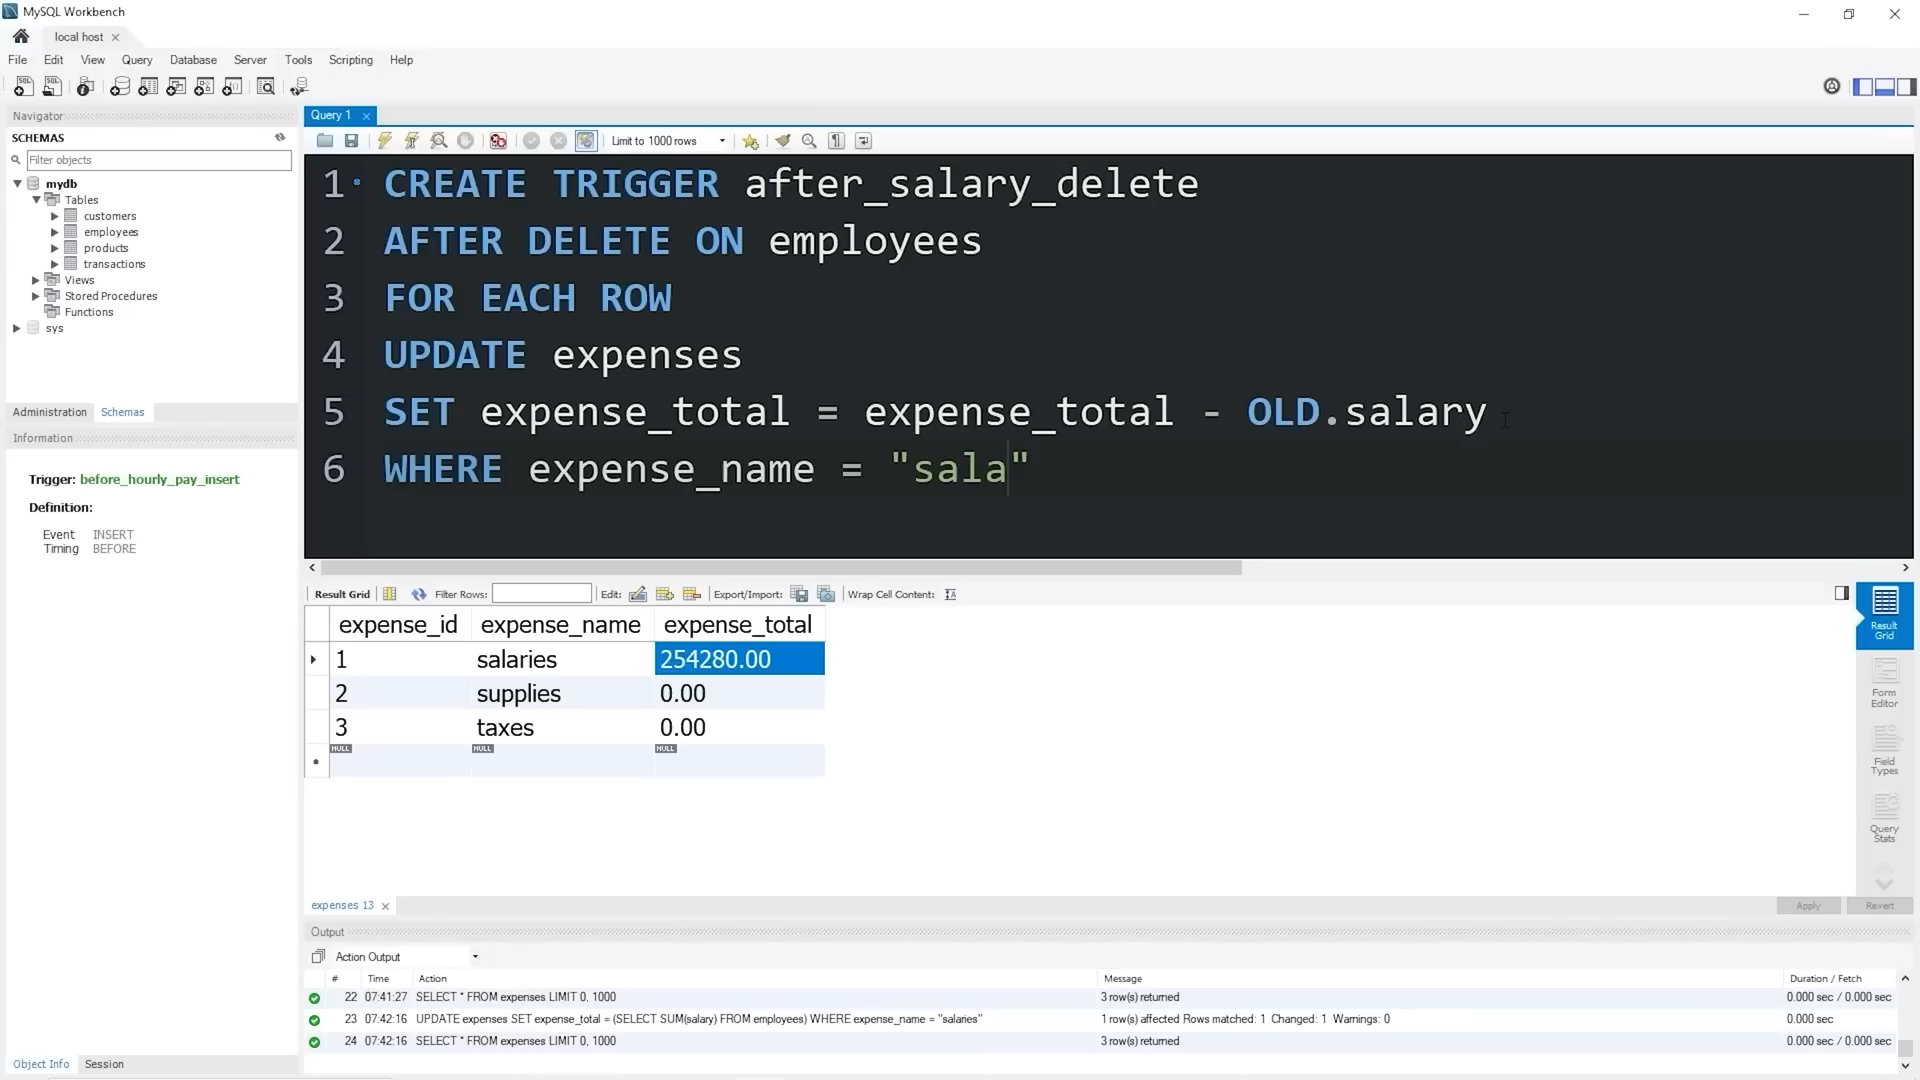 MySQL Workbench
local host
File Edit View Query Database Server Tools Scripting Help
Navigator
SCHEMAS
Filter objects
mydb
Tables
customers
employees
products
transactions
Views
Stored Procedures
Functions
sys
Administration Schemas
Information
Trigger: before_hourly_pay_insert
Definition:
Event INSERT
Timing BEFORE
Object Info Session
Query 1
Limit to 1000 rows
1 CREATE TRIGGER after_salary_delete
2 AFTER DELETE ON employees
3 FOR EACH ROW
4 UPDATE expenses
5 SET expense_total = expense_total - OLD.salary
6 WHERE expense_name = "sala"
Result Grid Filter Rows: Edit: Export/Import: Wrap Cell Content:
expense_id expense_name expense_total
1 salaries 254280.00
2 supplies 0.00
3 taxes 0.00
NULL NULL NULL
Result Grid
Form Editor
Field Types
Query Stats
expenses 13
Apply Revert
Output
Action Output
# Time Action Message Duration / Fetch
22 07:41:27 SELECT * FROM expenses LIMIT 0, 1000 3 row(s) returned 0.000 sec / 0.000 sec
23 07:42:16 UPDATE expenses SET expense_total = (SELECT SUM(salary) FROM employees) WHERE expense_name = "salaries" 1 row(s) affected Rows matched: 1 Changed: 1 Warnings: 0 0.000 sec
24 07:42:16 SELECT * FROM expenses LIMIT 0, 1000 3 row(s) returned 0.000 sec / 0.000 sec